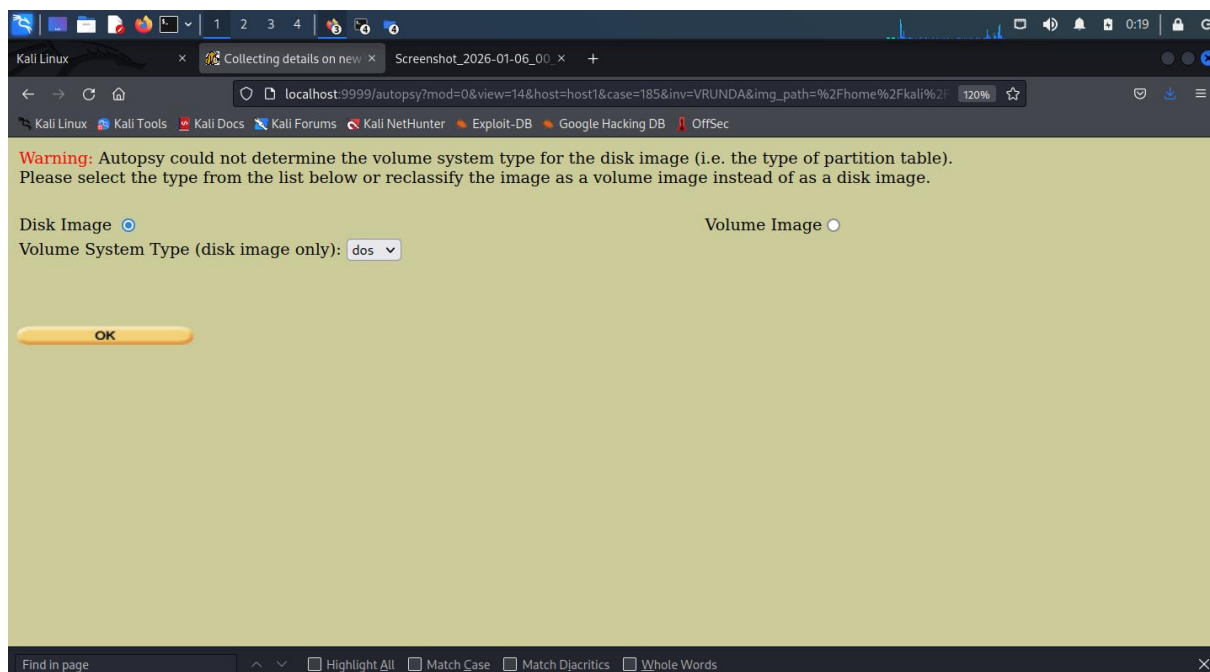 1 2 3 4 3 4 4 0:19
Kali Linux × Collecting details on new × Screenshot_2026-01-06_00_ × +
localhost:9999/autopsy?mod=0&view=14&host=host1&case=185&inv=VRUNDA&img_path=%2Fhome%2Fkali%2F 120%
Kali Linux Kali Tools Kali Docs Kali Forums Kali NetHunter Exploit-DB Google Hacking DB OffSec
Warning: Autopsy could not determine the volume system type for the disk image (i.e. the type of partition table).
Please select the type from the list below or reclassify the image as a volume image instead of as a disk image.
Disk Image Volume Image
Volume System Type (disk image only): dos
OK
Find in page Highlight All Match Case Match Diacritics Whole Words